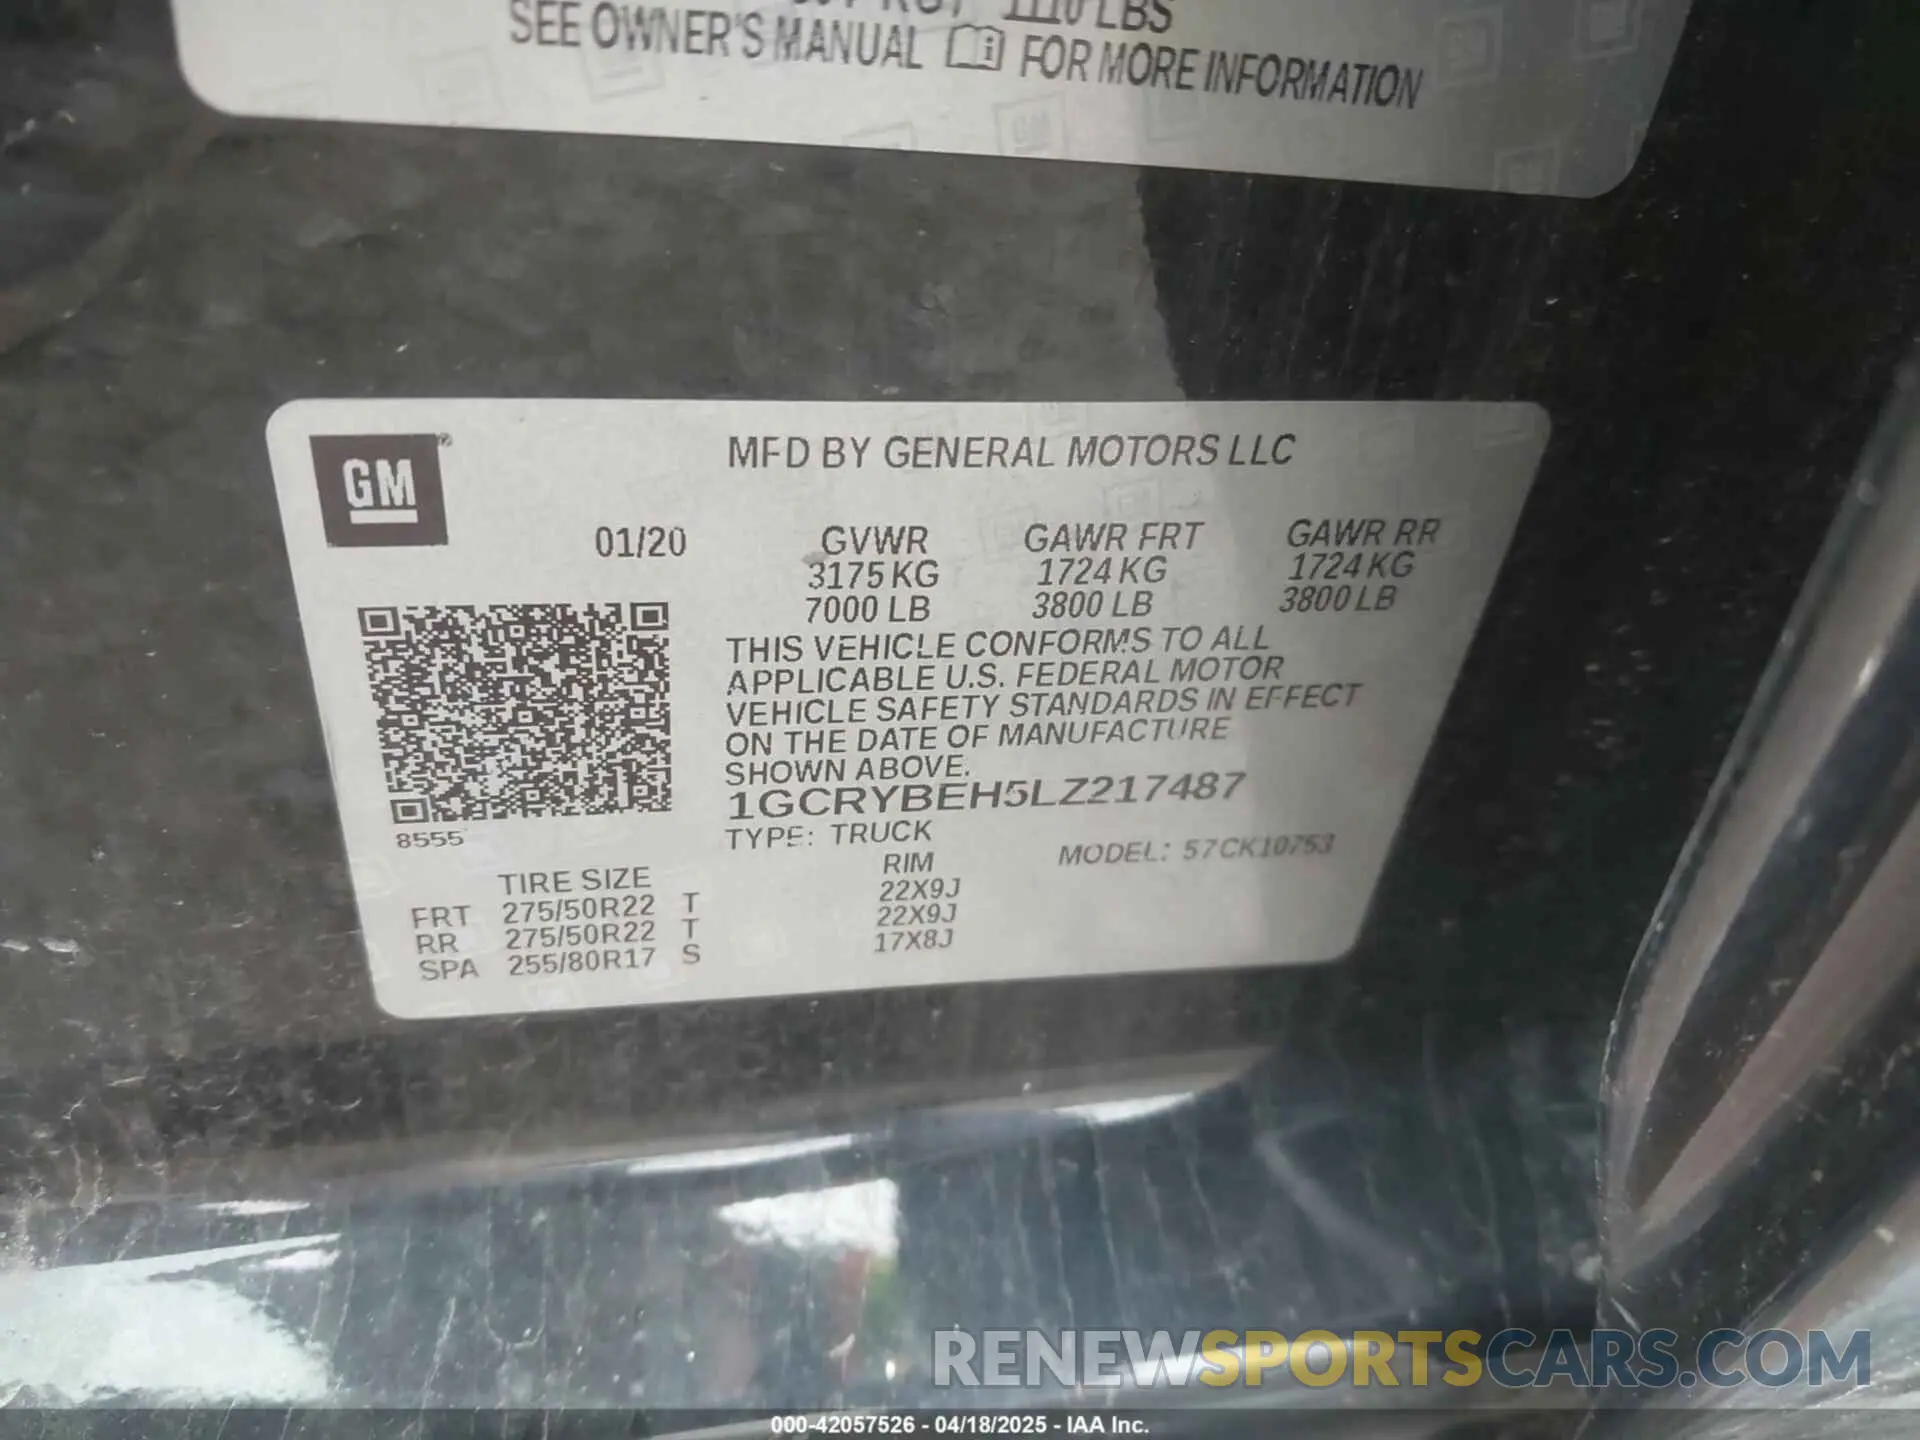 LBS
SEE OWNER'S MANUAL FOR MORE INFORMATION
GM
MFD BY GENERAL MOTORS LLC
01/20 GVWR GAWR FRT GAWR RR
3175 KG 1724 KG 1724 KG
7000 LB 3800 LB 3800 LB
THIS VEHICLE CONFORMS TO ALL
APPLICABLE U.S. FEDERAL MOTOR
VEHICLE SAFETY STANDARDS IN EFFECT
ON THE DATE OF MANUFACTURE
SHOWN ABOVE.
1GCRYBEH5LZ217487
8555
TYPE: TRUCK MODEL: 57CK10753
TIRE SIZE RIM
FRT 275/50R22 T 22X9J
RR 275/50R22 T 22X9J
SPA 255/80R17 S 17X8J
RENEWSPORTSCARS.COM
000-42057526 - 04/18/2025 - IAA Inc.